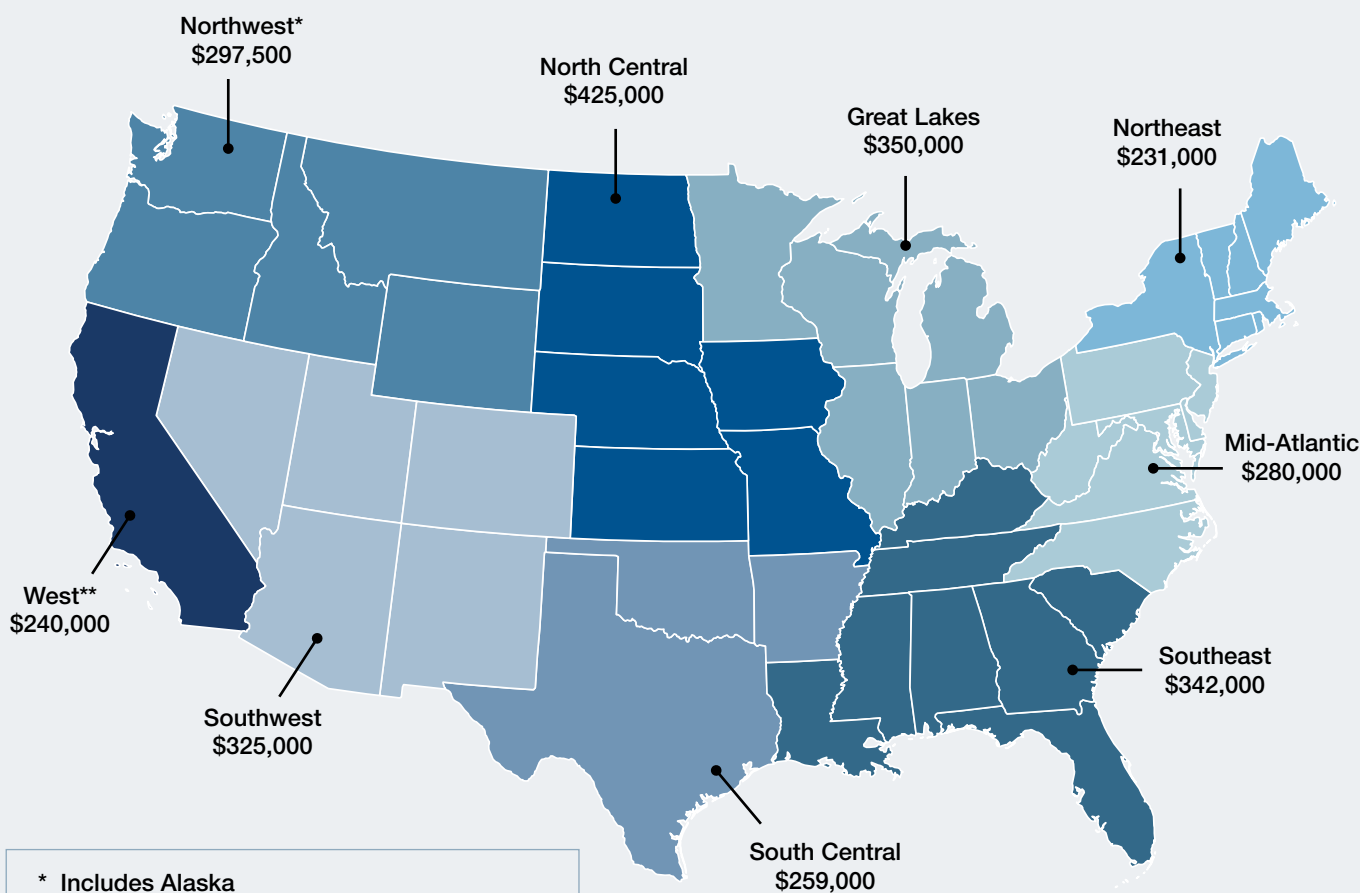 Northwest*
$297,500
North Central
$425,000
Great Lakes
$350,000
Northeast
$231,000
Mid-Atlantic
$280,000
West**
$240,000
Southwest
$325,000
Southeast
$342,000
South Central
$259,000
* Includes Alaska